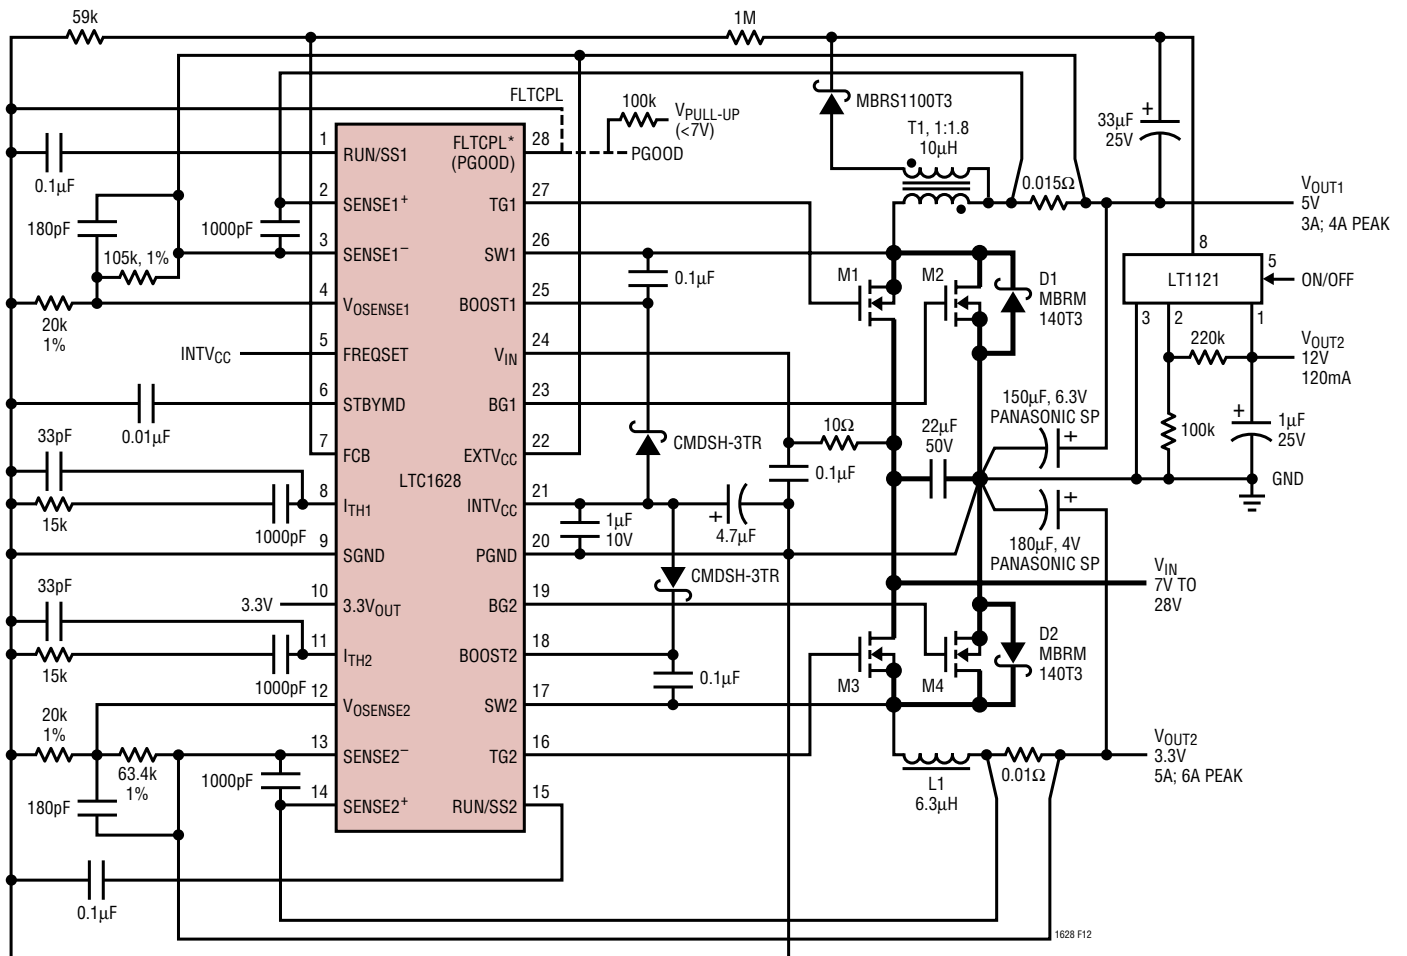 59k
1M
FLTCPL
100k
VPULL-UP
(<7V)
PGOOD
MBRS1100T3
T1, 1:1.8
10µH
33µF
25V
+
0.015Ω
VOUT1
5V
3A; 4A PEAK
0.1µF
1
RUN/SS1
FLTCPL*
(PGOOD)
28
2
SENSE1+
TG1
27
180pF
1000pF
3
SENSE1–
SW1
26
105k, 1%
0.1µF
4
VOSENSE1
BOOST1
25
20k
1%
M1
M2
D1
MBRM
140T3
8
LT1121
5
ON/OFF
3
2
1
INTVCC
5
FREQSET
VIN
24
220k
VOUT2
12V
120mA
6
STBYMD
BG1
23
0.01µF
150µF, 6.3V
PANASONIC SP
+
33pF
7
FCB
EXTVCC
22
CMDSH-3TR
10Ω
22µF
50V
100k
+
1µF
25V
0.1µF
LTC1628
GND
15k
1000pF
8
ITH1
INTVCC
21
1µF
10V
+
4.7µF
+
180µF, 4V
PANASONIC SP
9
SGND
PGND
20
CMDSH-3TR
VIN
7V TO
28V
33pF
3.3V
10
3.3VOUT
BG2
19
15k
1000pF
11
ITH2
BOOST2
18
0.1µF
M3
M4
D2
MBRM
140T3
12
VOSENSE2
SW2
17
20k
1%
63.4k
1%
13
SENSE2–
TG2
16
VOUT2
3.3V
5A; 6A PEAK
0.01Ω
L1
6.3µH
180pF
1000pF
14
SENSE2+
RUN/SS2
15
0.1µF
1628 F12